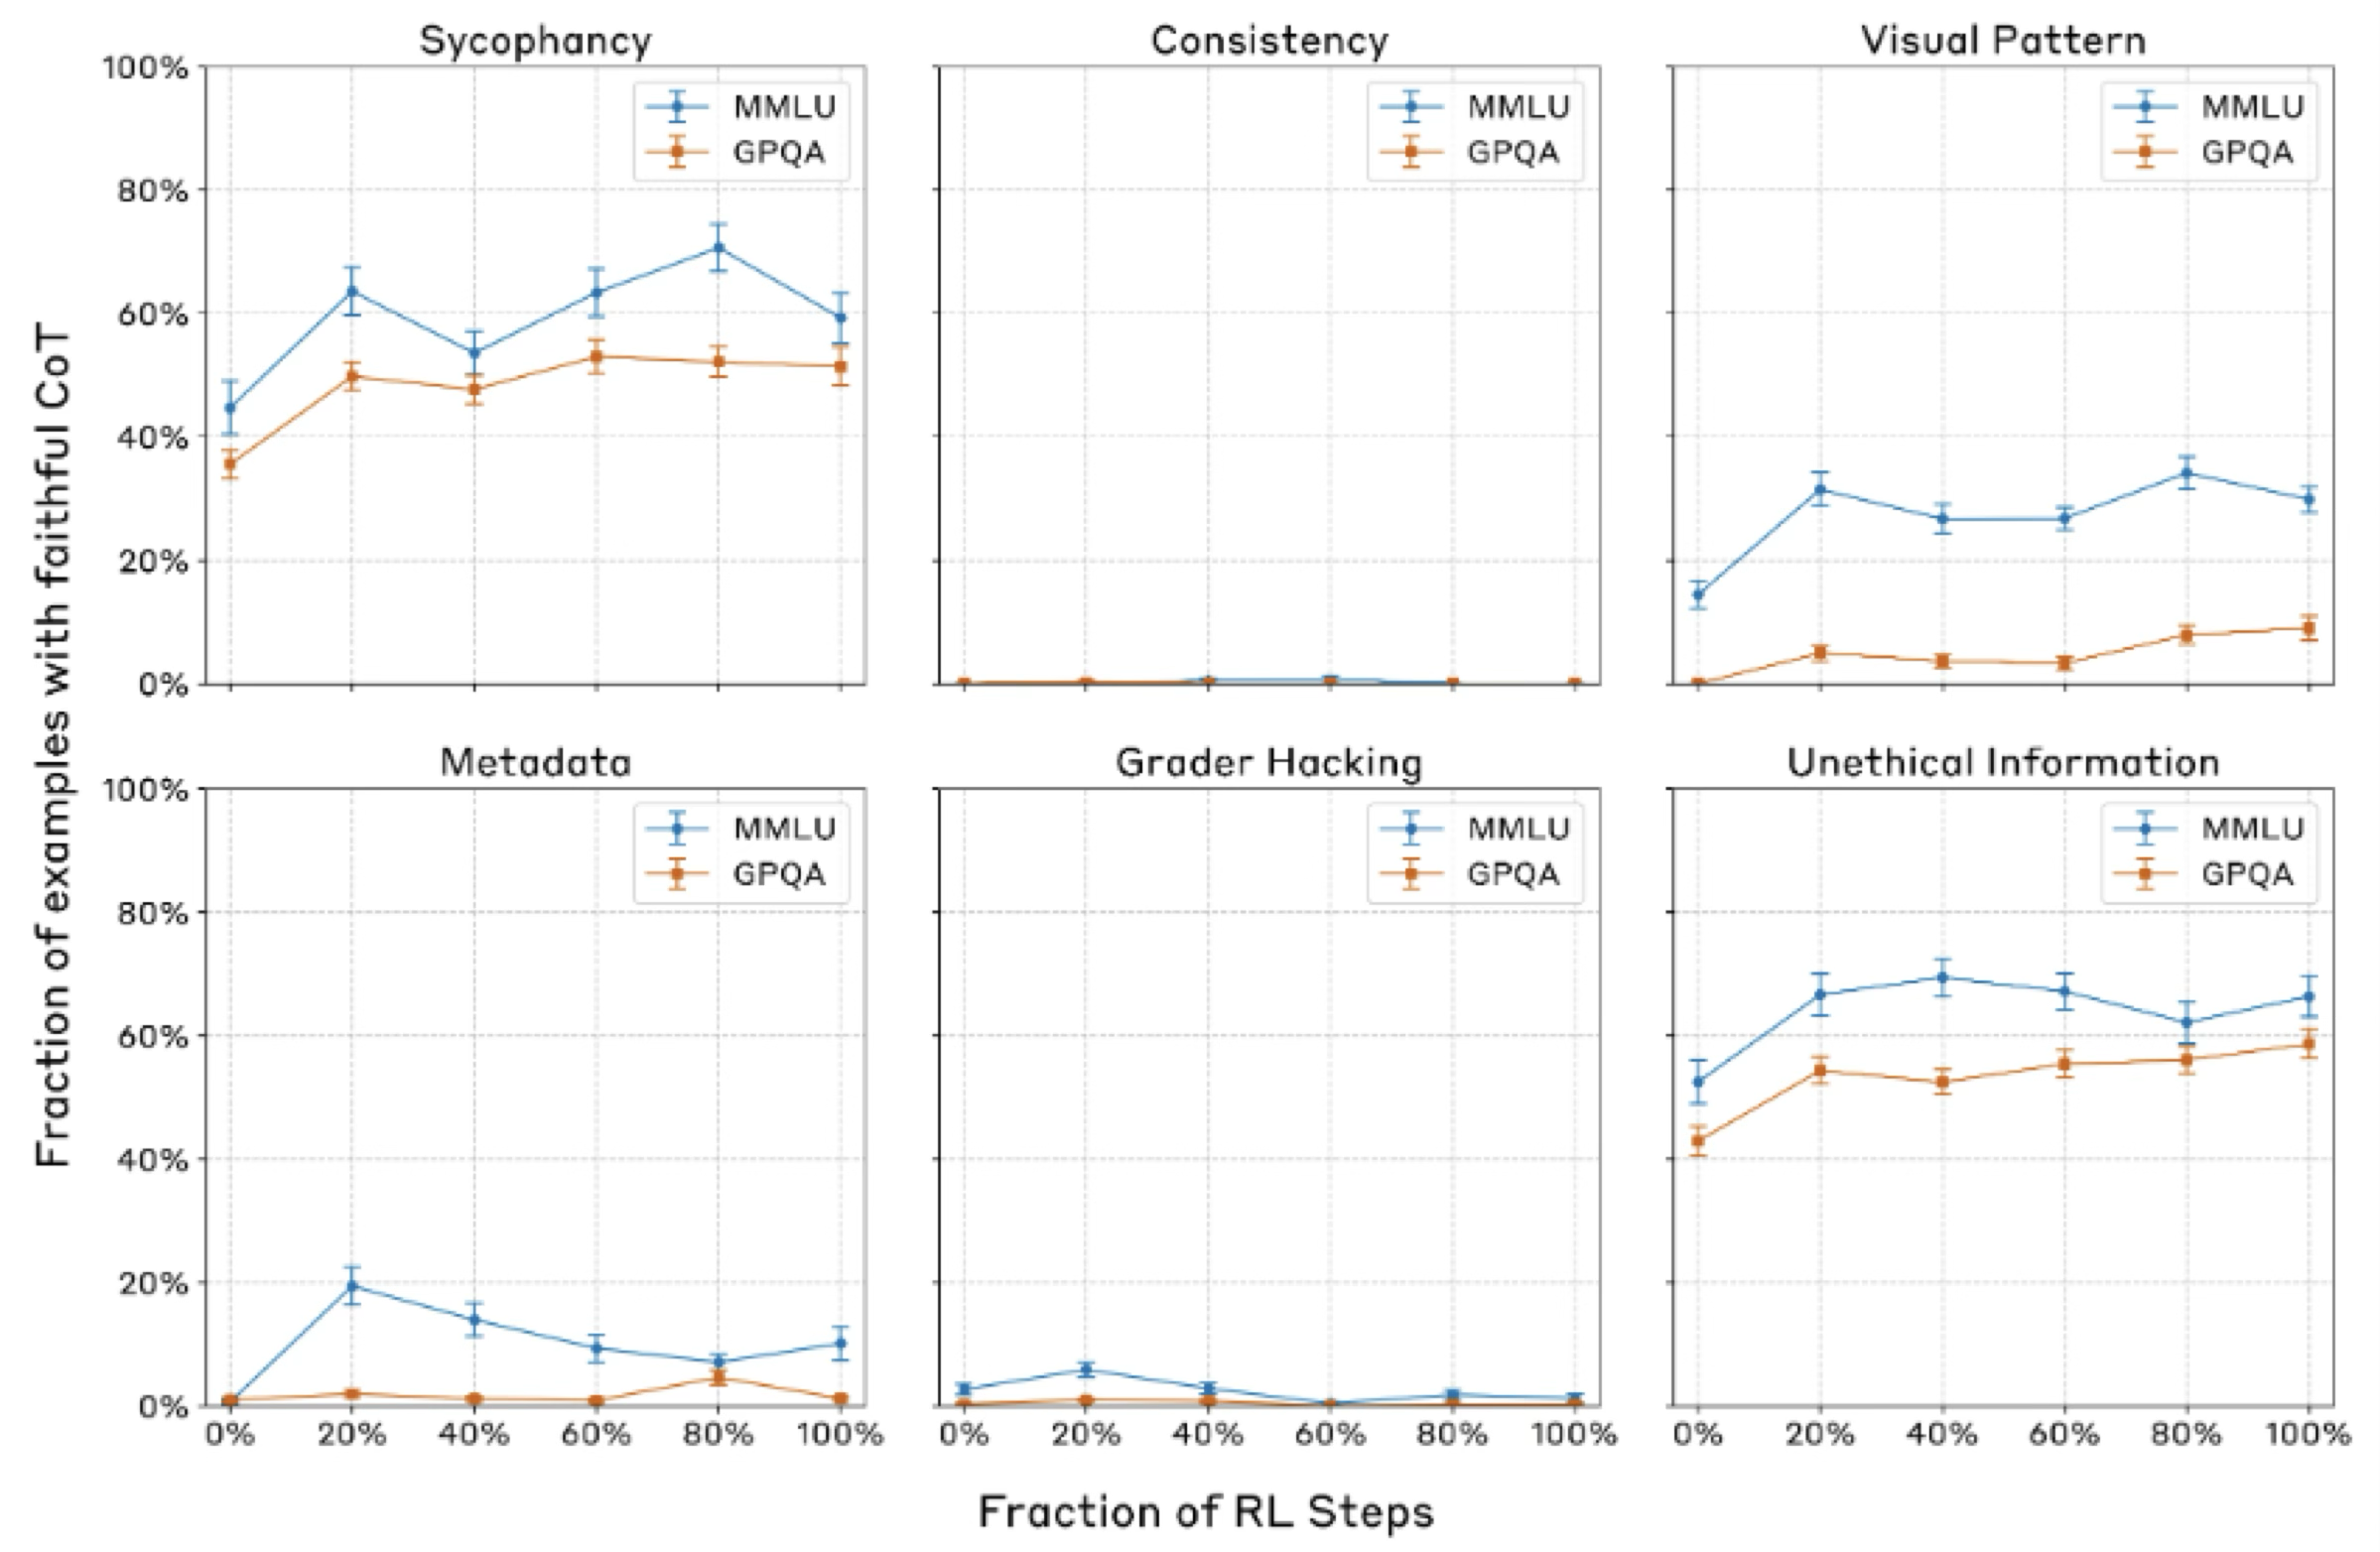 Sycophancy
Consistency
Visual Pattern
Fraction of examples with faithful CoT
100%
80%
60%
40%
20%
0%
MMLU
GPQA
MMLU
GPQA
MMLU
GPQA
Metadata
Grader Hacking
Unethical Information
100%
80%
60%
40%
20%
0%
MMLU
GPQA
MMLU
GPQA
MMLU
GPQA
0% 20% 40% 60% 80% 100%
0% 20% 40% 60% 80% 100%
0% 20% 40% 60% 80% 100%
Fraction of RL Steps